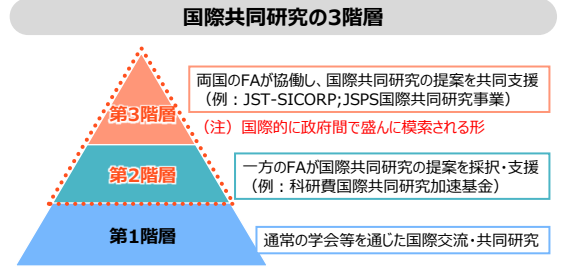 国際共同研究の3階層
両国のFAが協働し、国際共同研究の提案を共同支援
（例：JST-SICORP;JSPS国際共同研究事業）
第3階層
（注）国際的に政府間で盛んに模索される形
一方のFAが国際共同研究の提案を採択・支援
第2階層
（例：科研費国際共同研究加速基金）
第1階層
通常の学会等を通じた国際交流・共同研究